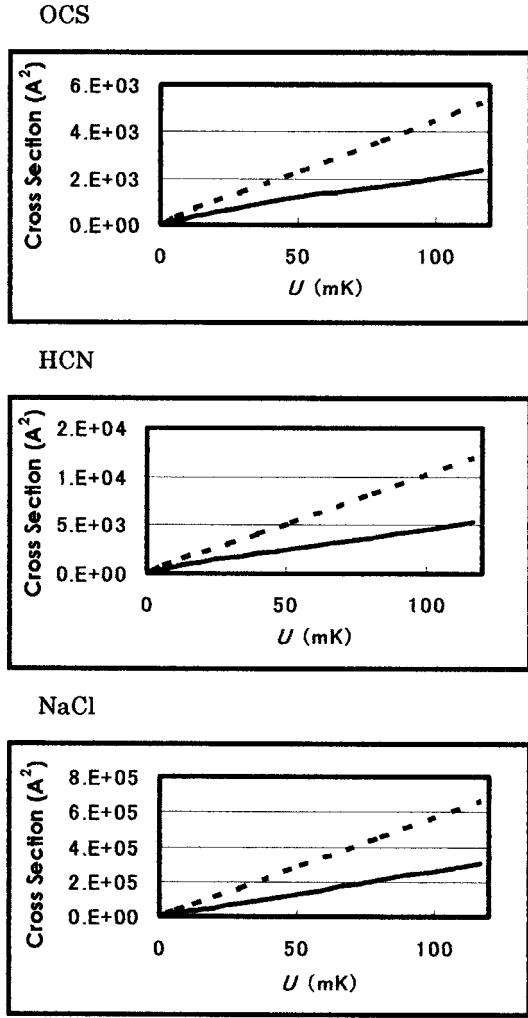 OCS
Cross Section (A²)
6.E+03
4.E+03
2.E+03
0.E+00
0 50 100
U (mK)
HCN
Cross Section (A²)
2.E+04
1.E+04
5.E+03
0.E+00
0 50 100
U (mK)
NaCl
Cross Section (A²)
8.E+05
6.E+05
4.E+05
2.E+05
0.E+00
0 50 100
U (mK)